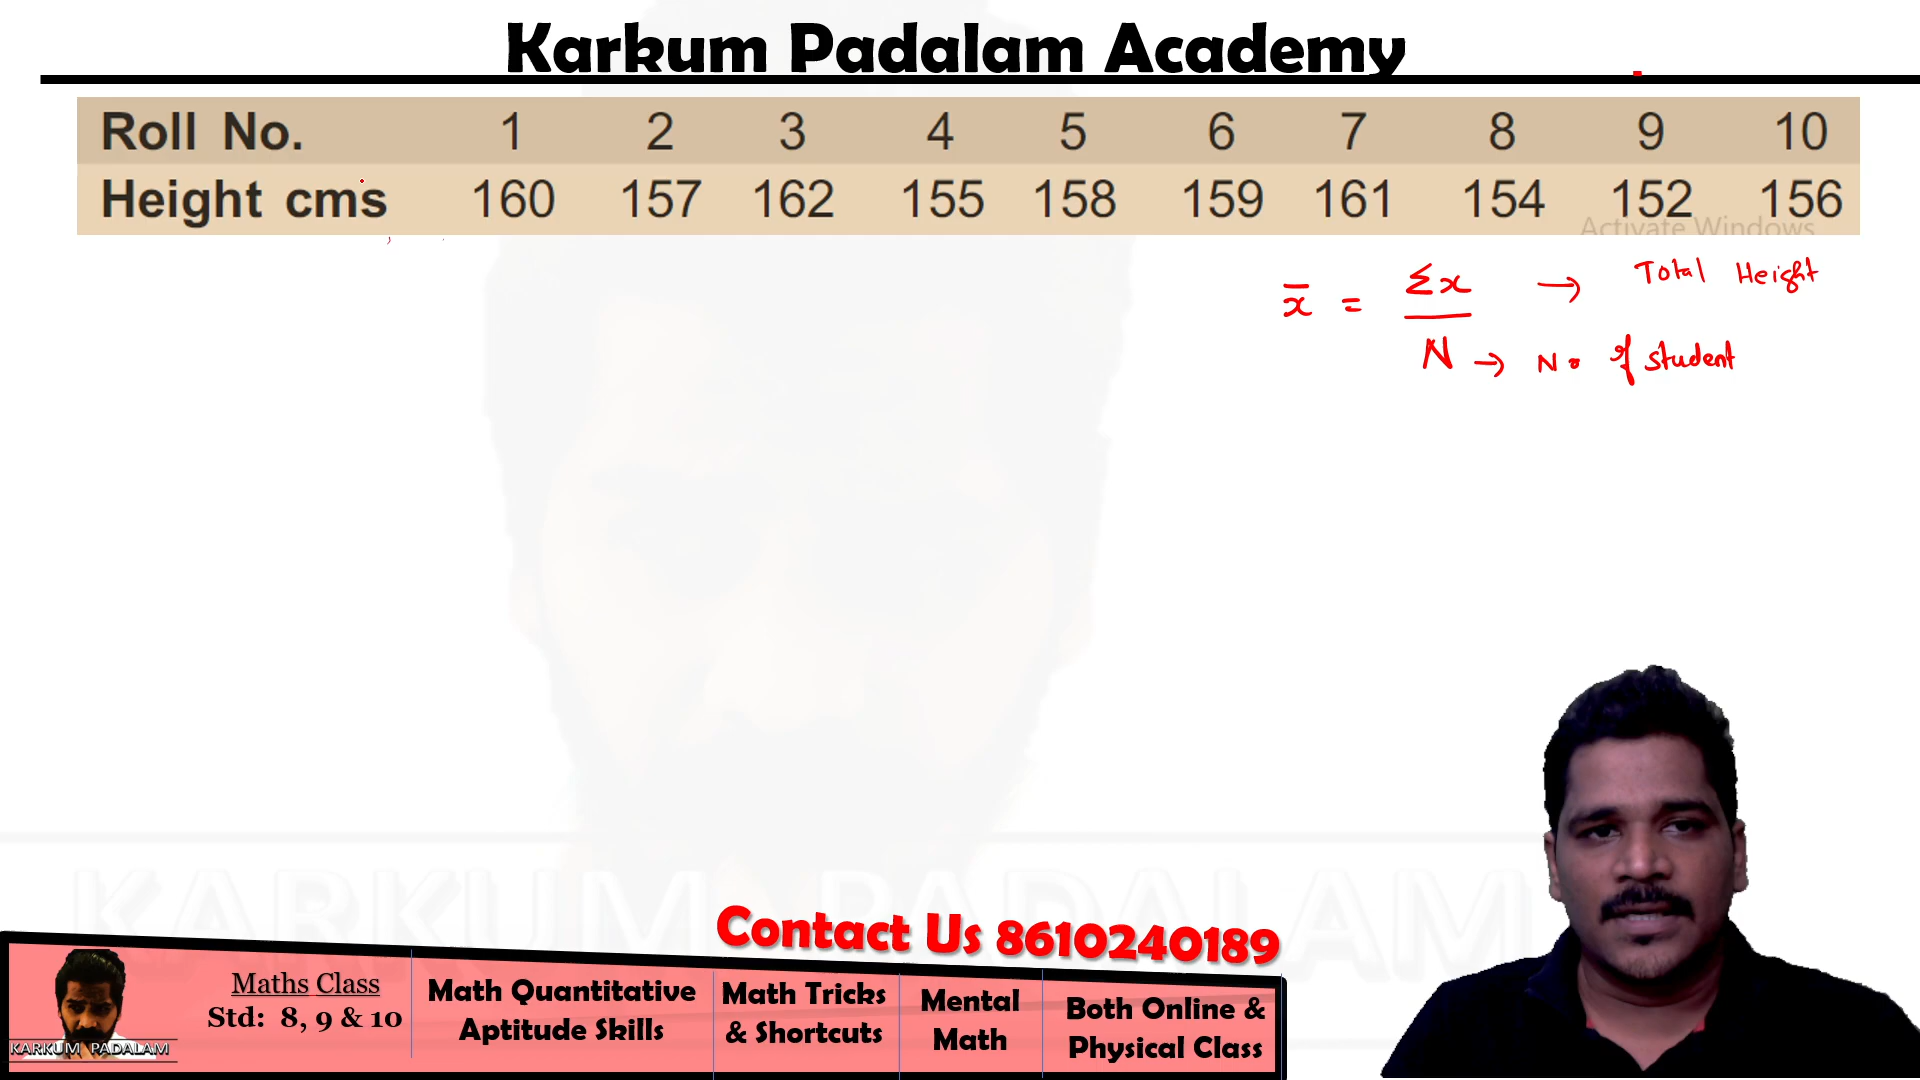 Karkum Padalam Academy
Roll No. 1 2 3 4 5 6 7 8 9 10
Height cms 160 157 162 155 158 159 161 154 152 156
Activate Windows
x̄ = Σx / N
→ Total Height
→ No of student
KARKUM PADALAM
Contact Us 8610240189
KARKUM PADALAM
Maths Class
Std: 8, 9 & 10
Math Quantitative
Aptitude Skills
Math Tricks
& Shortcuts
Mental
Math
Both Online &
Physical Class